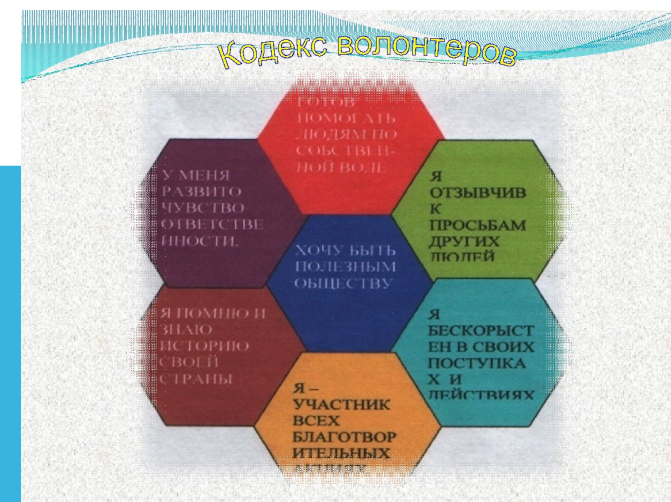 Кодекс волонтеров
ГОТОВ
ПОМОГАТЬ
ЛЮДЯМ ПО
СОБСТВЕН-
НОЙ ВОЛЕ
У МЕНЯ
РАЗВИТО
ЧУВСТВО
ОТВЕТСТВЕ
ННОСТИ.
Я
ОТЗЫВЧИВ
К
ПРОСЬБАМ
ДРУГИХ
ЛЮДЕЙ
ХОЧУ БЫТЬ
ПОЛЕЗНЫМ
ОБЩЕСТВУ
Я ПОМНЮ И
ЗНАЮ
ИСТОРИЮ
СВОЕЙ
СТРАНЫ
Я
БЕСКОРЫСТ
ЕН В СВОИХ
ПОСТУПКА
Х И
ДЕЙСТВИЯХ
Я –
УЧАСТНИК
ВСЕХ
БЛАГОТВОР
ИТЕЛЬНЫХ
АКЦИЯХ